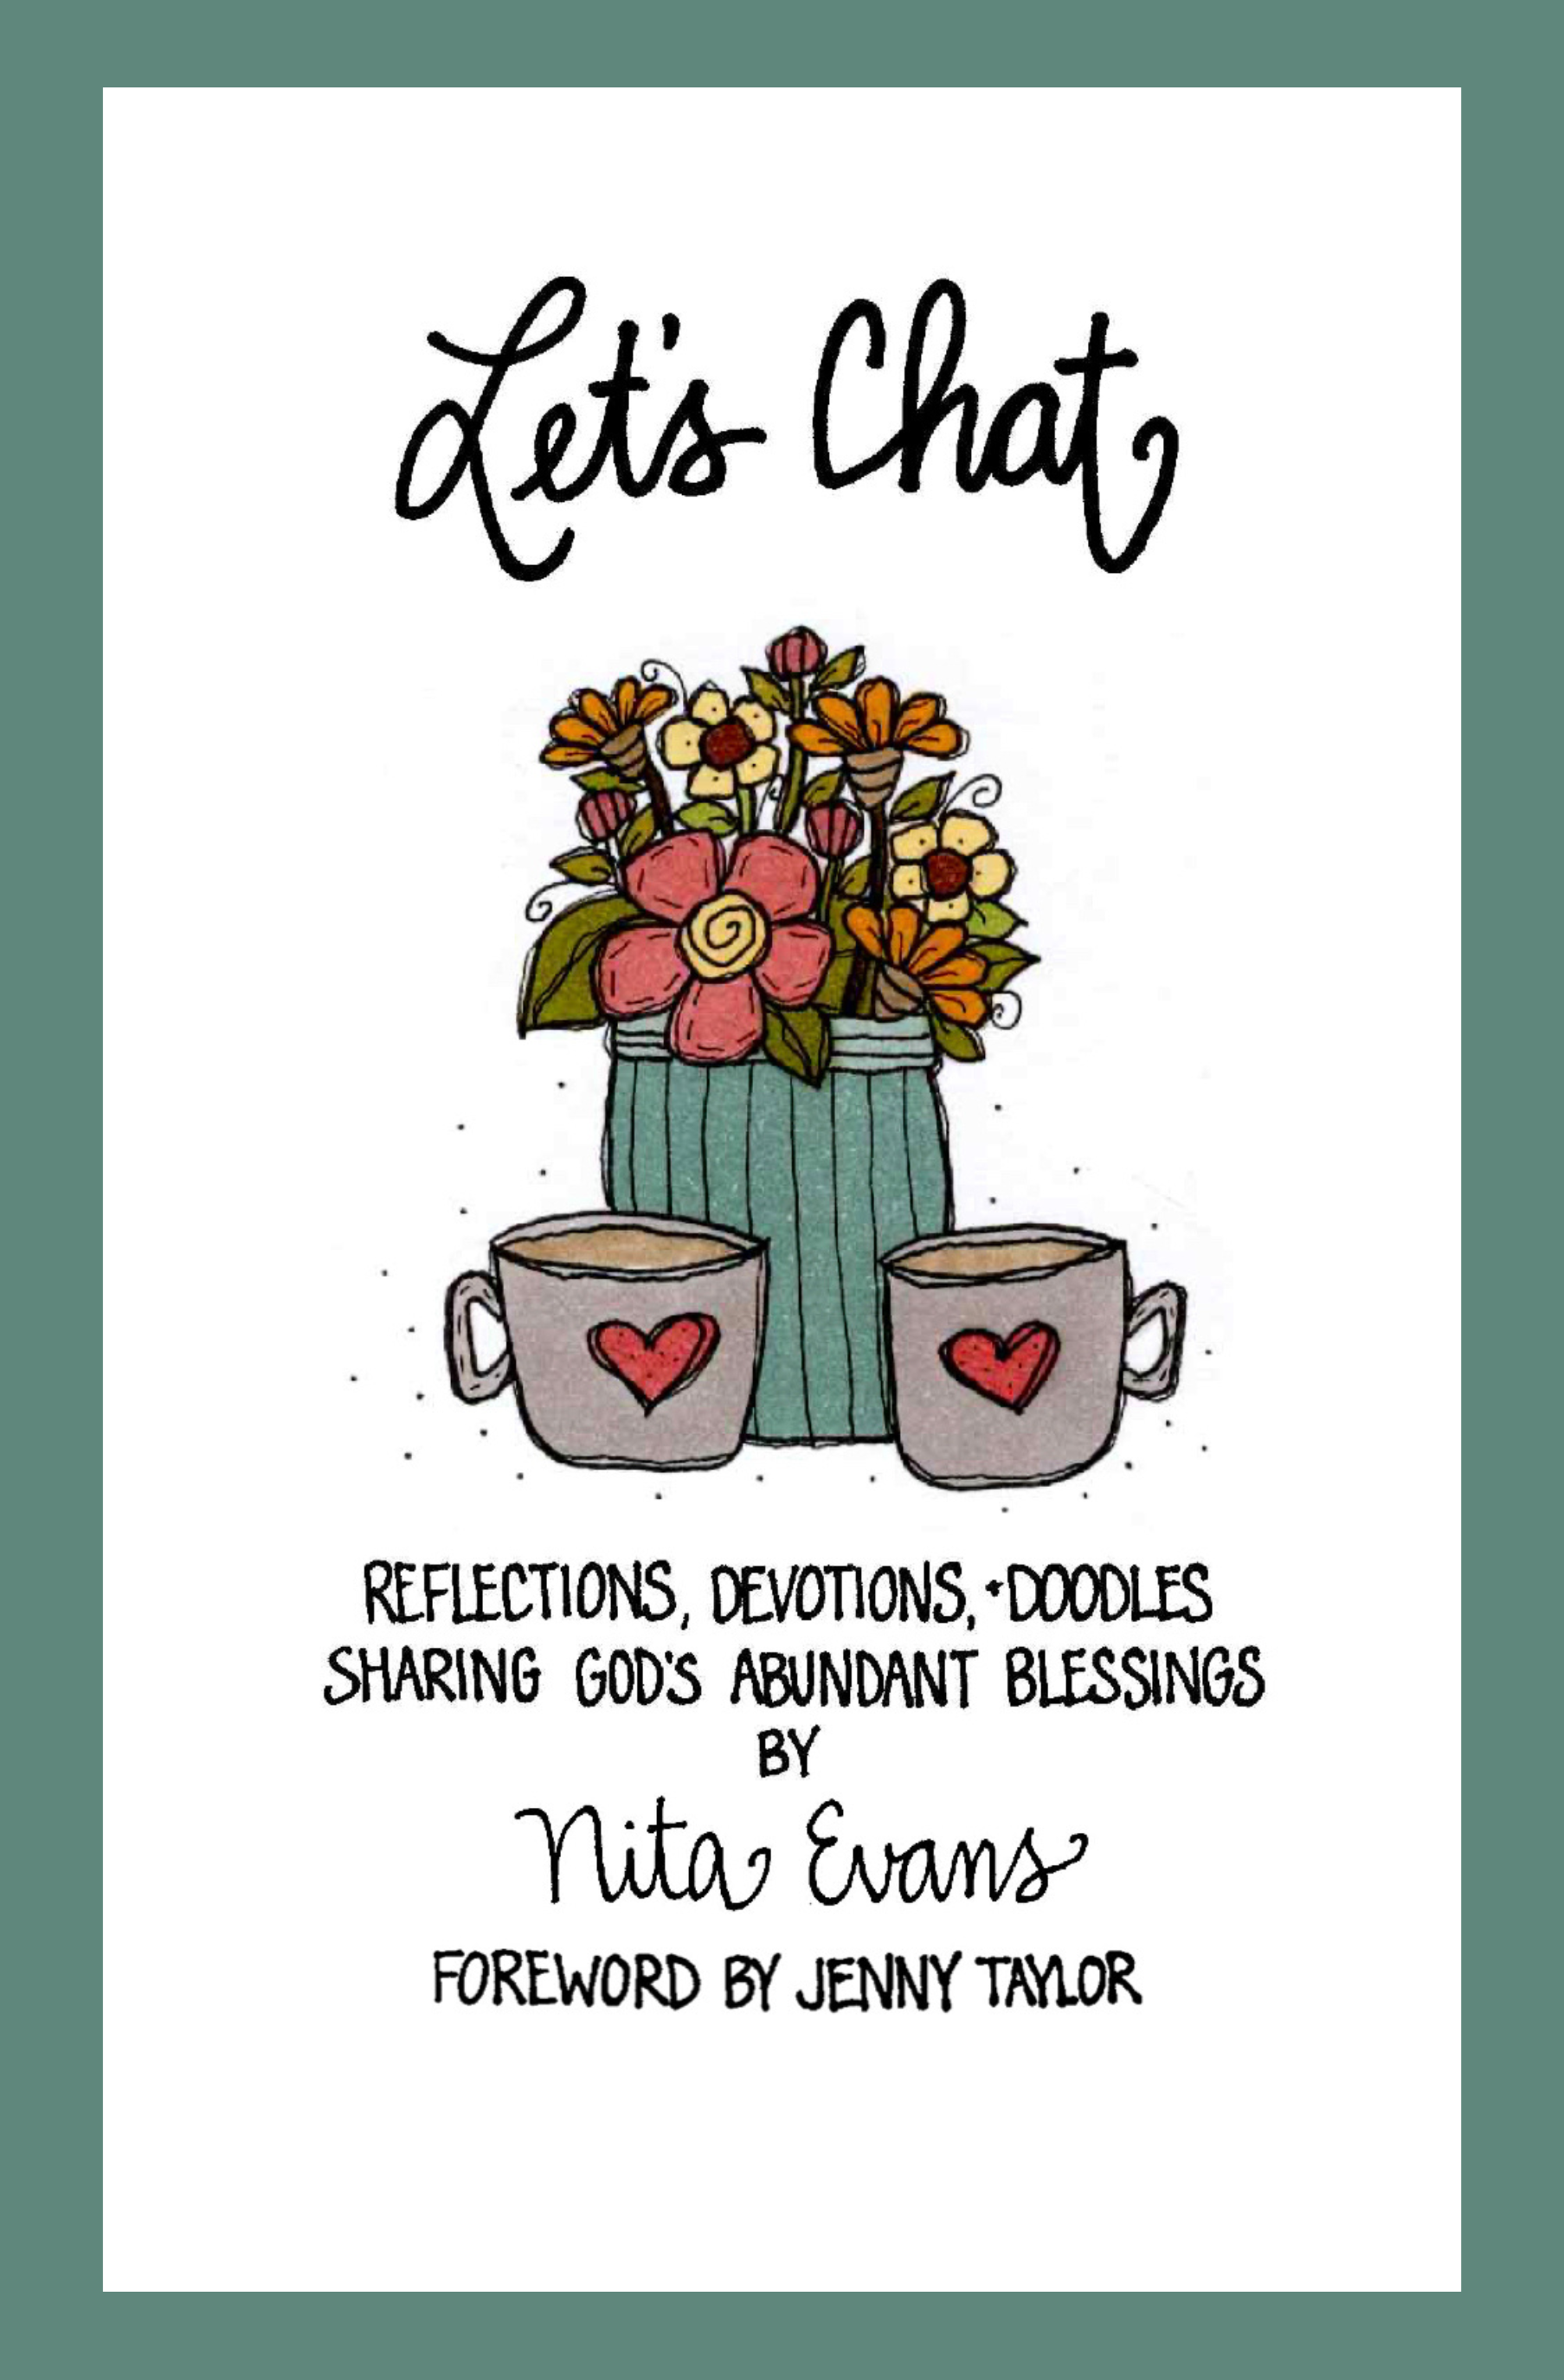 Let's Chat
REFLECTIONS, DEVOTIONS, + DOODLES
SHARING GOD'S ABUNDANT BLESSINGS
BY
Nita Evans
FOREWORD BY JENNY TAYLOR